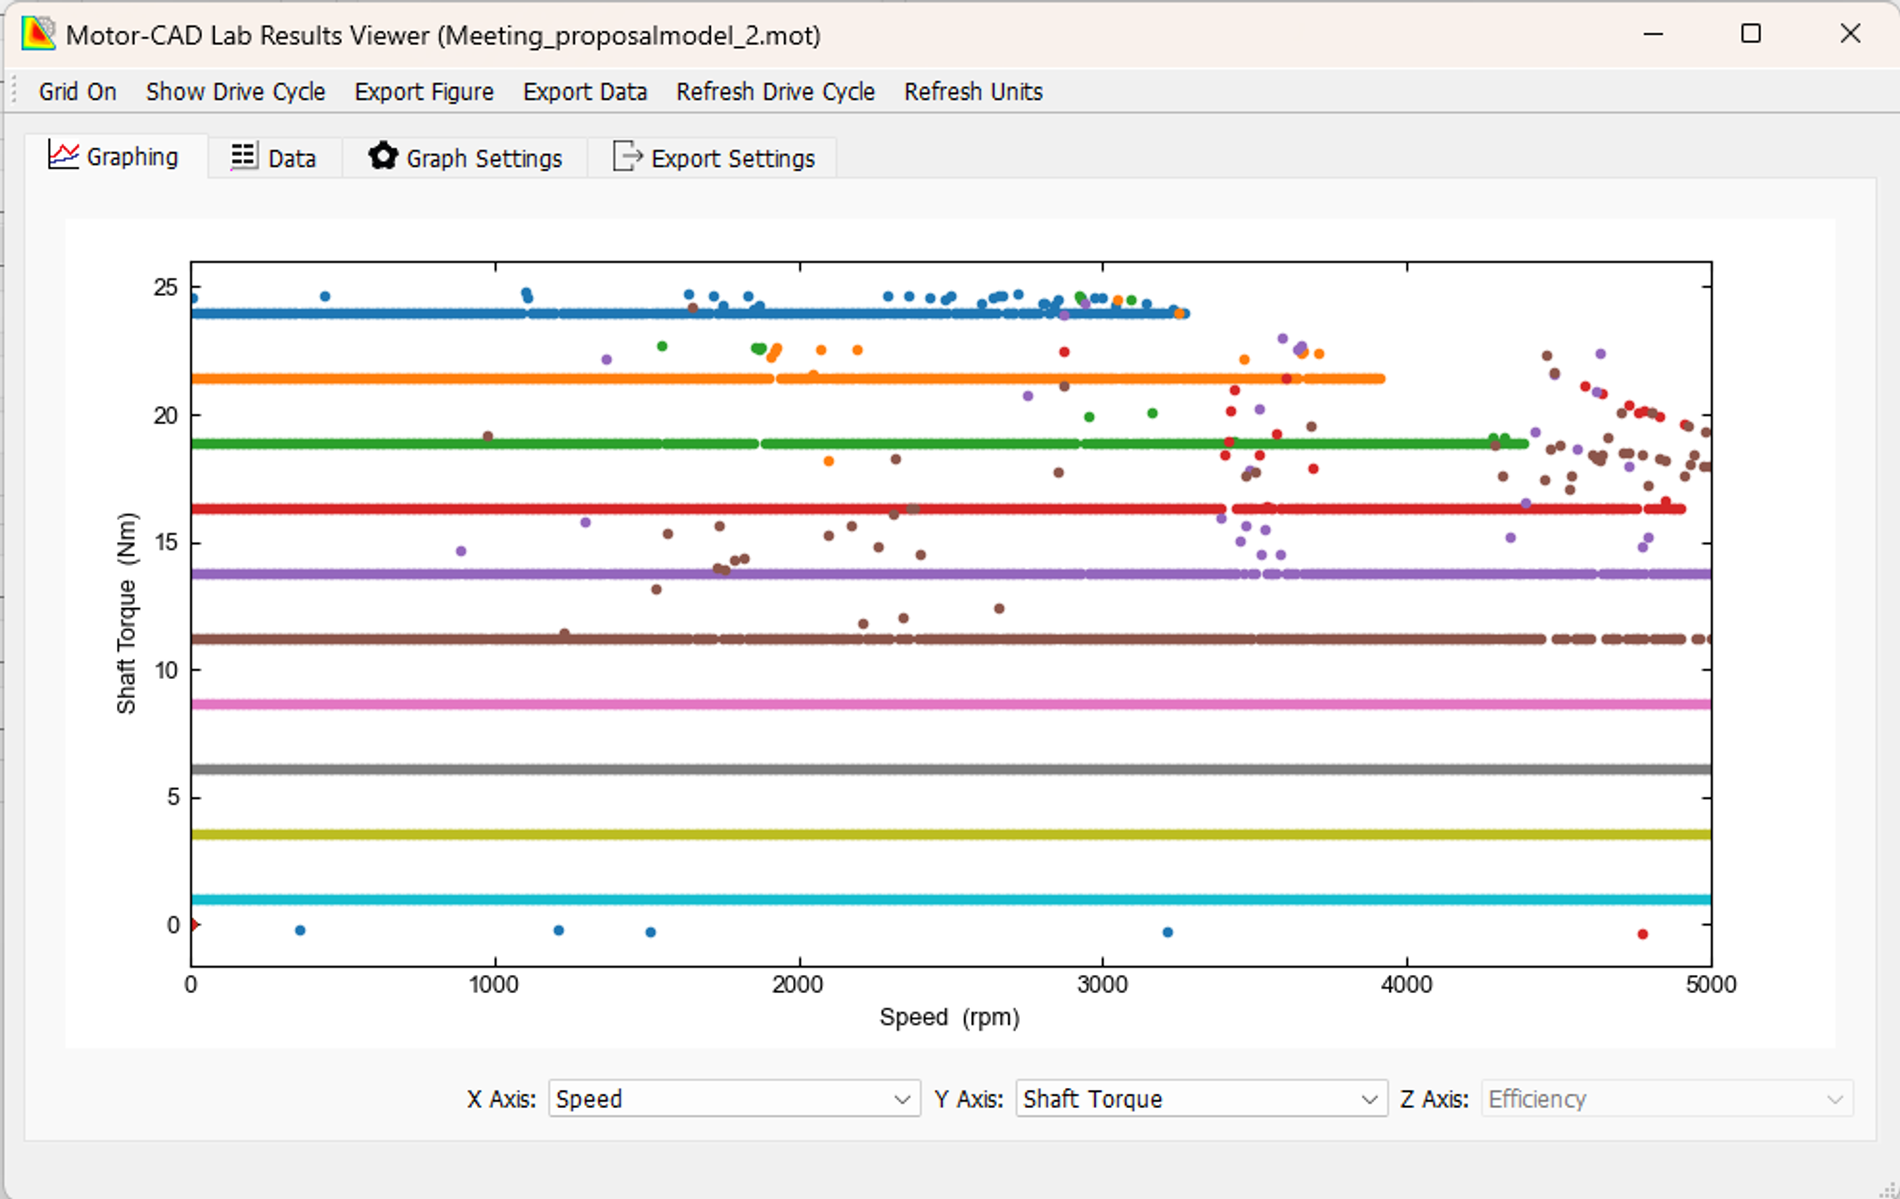 Motor-CAD Lab Results Viewer (Meeting_proposalmodel_2.mot)
Grid On Show Drive Cycle Export Figure Export Data Refresh Drive Cycle Refresh Units
Graphing Data Graph Settings Export Settings
25
20
15
10
5
0
Shaft Torque (Nm)
0 1000 2000 3000 4000 5000
Speed (rpm)
X Axis: Speed Y Axis: Shaft Torque Z Axis: Efficiency